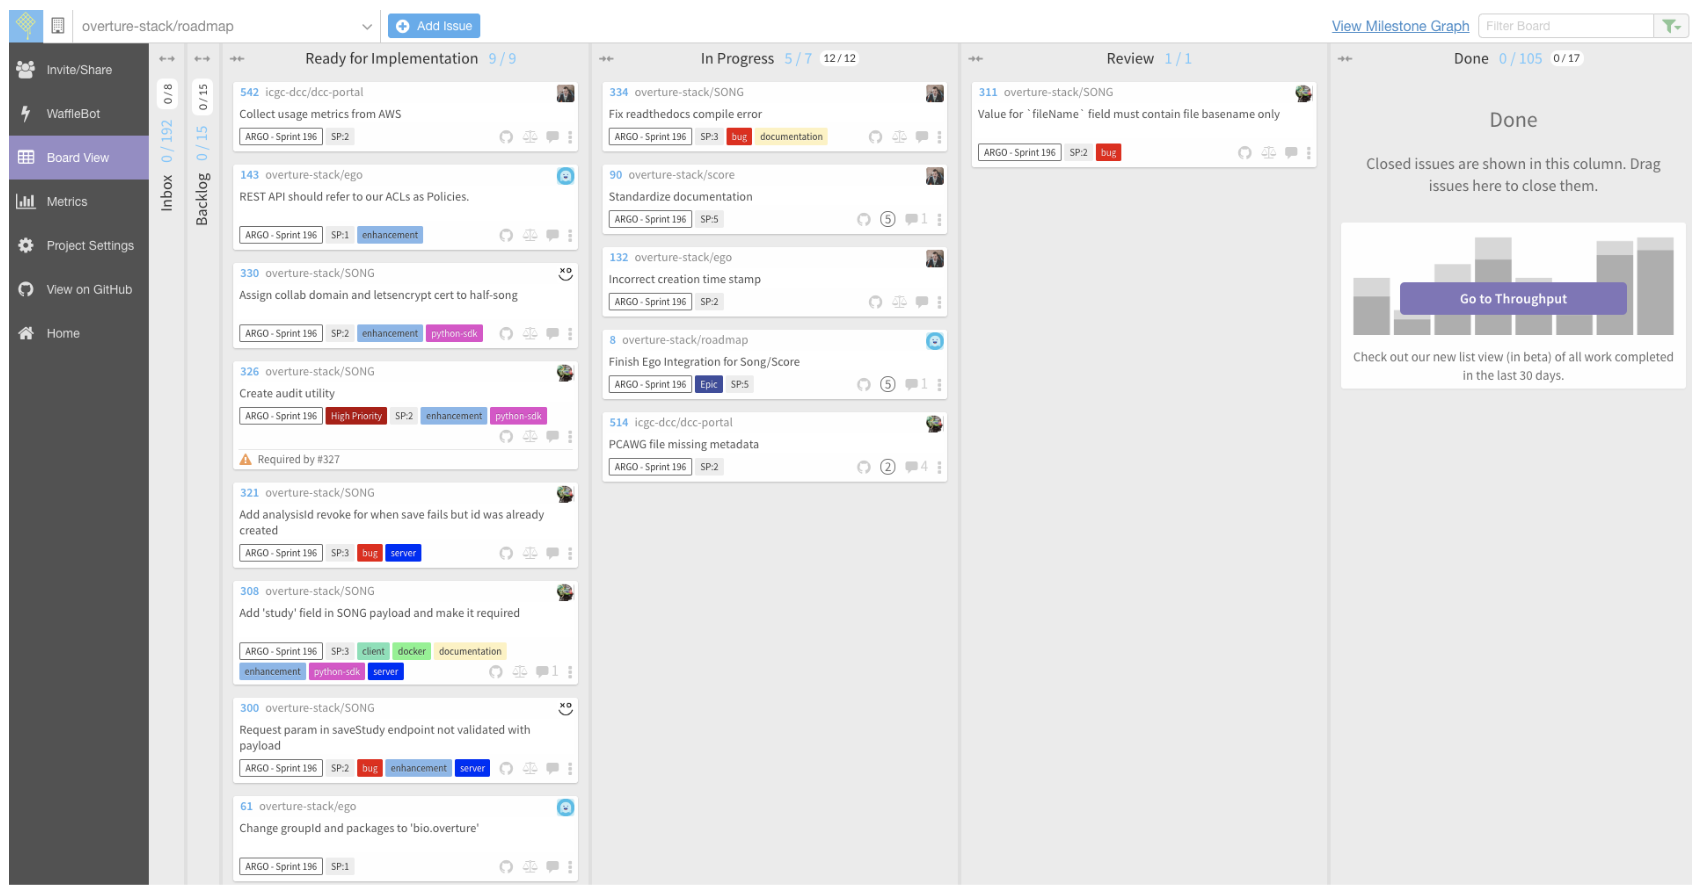 overture-stack/roadmap
Add Issue
View Milestone Graph
Filter Board
Invite/Share
WaffleBot
Board View
Metrics
Project Settings
View on GitHub
Home
0 / 8
0 / 192
Inbox
0 / 15
0 / 15
Backlog
Ready for Implementation 9 / 9
542 icgc-dcc/dcc-portal
Collect usage metrics from AWS
ARGO - Sprint 196 SP:2
143 overture-stack/ego
REST API should refer to our ACLs as Policies.
ARGO - Sprint 196 SP:1 enhancement
330 overture-stack/SONG
Assign collab domain and letsencrypt cert to half-song
ARGO - Sprint 196 SP:2 enhancement python-sdk
326 overture-stack/SONG
Create audit utility
ARGO - Sprint 196 High Priority SP:2 enhancement python-sdk
Required by #327
321 overture-stack/SONG
Add analysisId revoke for when save fails but id was already
created
ARGO - Sprint 196 SP:3 bug server
308 overture-stack/SONG
Add 'study' field in SONG payload and make it required
ARGO - Sprint 196 SP:3 client docker documentation
enhancement python-sdk server 1
300 overture-stack/SONG
Request param in saveStudy endpoint not validated with
payload
ARGO - Sprint 196 SP:2 bug enhancement server
61 overture-stack/ego
Change groupId and packages to 'bio.overture'
ARGO - Sprint 196 SP:1
In Progress 5 / 7 12 / 12
334 overture-stack/SONG
Fix readthedocs compile error
ARGO - Sprint 196 SP:3 bug documentation
90 overture-stack/score
Standardize documentation
ARGO - Sprint 196 SP:5 5 1
132 overture-stack/ego
Incorrect creation time stamp
ARGO - Sprint 196 SP:2
8 overture-stack/roadmap
Finish Ego Integration for Song/Score
ARGO - Sprint 196 Epic SP:5 5 1
514 icgc-dcc/dcc-portal
PCAWG file missing metadata
ARGO - Sprint 196 SP:2 2 4
Review 1 / 1
311 overture-stack/SONG
Value for `fileName` field must contain file basename only
ARGO - Sprint 196 SP:2 bug
Done 0 / 105 0 / 17
Done
Closed issues are shown in this column. Drag
issues here to close them.
Go to Throughput
Check out our new list view (in beta) of all work completed
in the last 30 days.